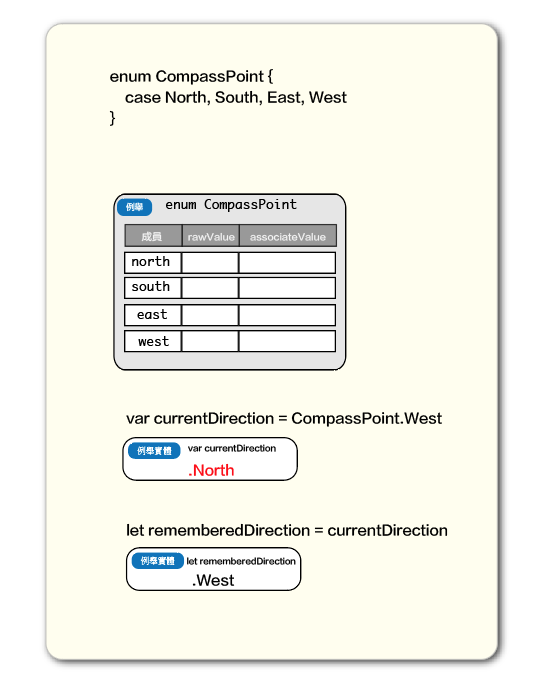 enum CompassPoint {
case North, South, East, West
}
例舉 enum CompassPoint
成員 rawValue associateValue
north
south
east
west
var currentDirection = CompassPoint.West
例舉實體 var currentDirection
.North
let rememberedDirection = currentDirection
例舉實體 let rememberedDirection
.West